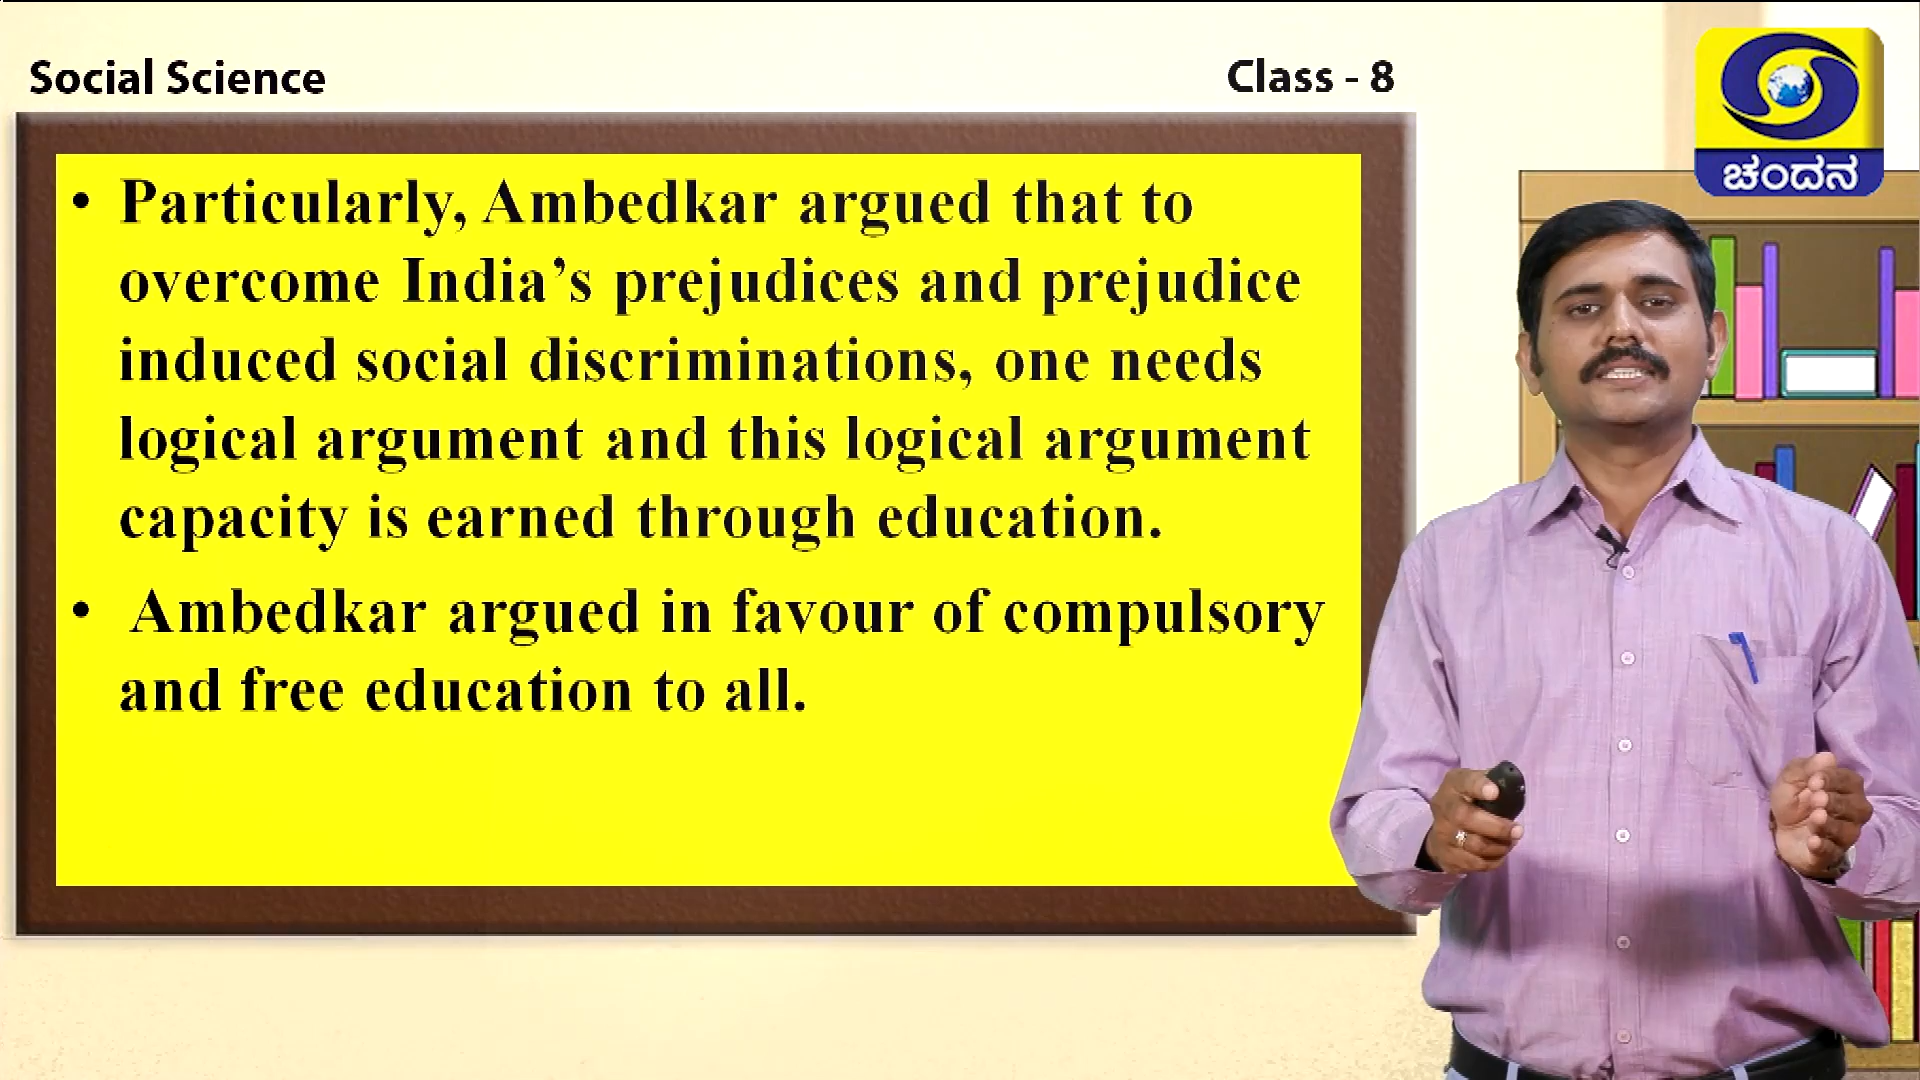 Social Science
Class - 8
ಚಂದನ
• Particularly, Ambedkar argued that to
overcome India’s prejudices and prejudice
induced social discriminations, one needs
logical argument and this logical argument
capacity is earned through education.
• Ambedkar argued in favour of compulsory
and free education to all.